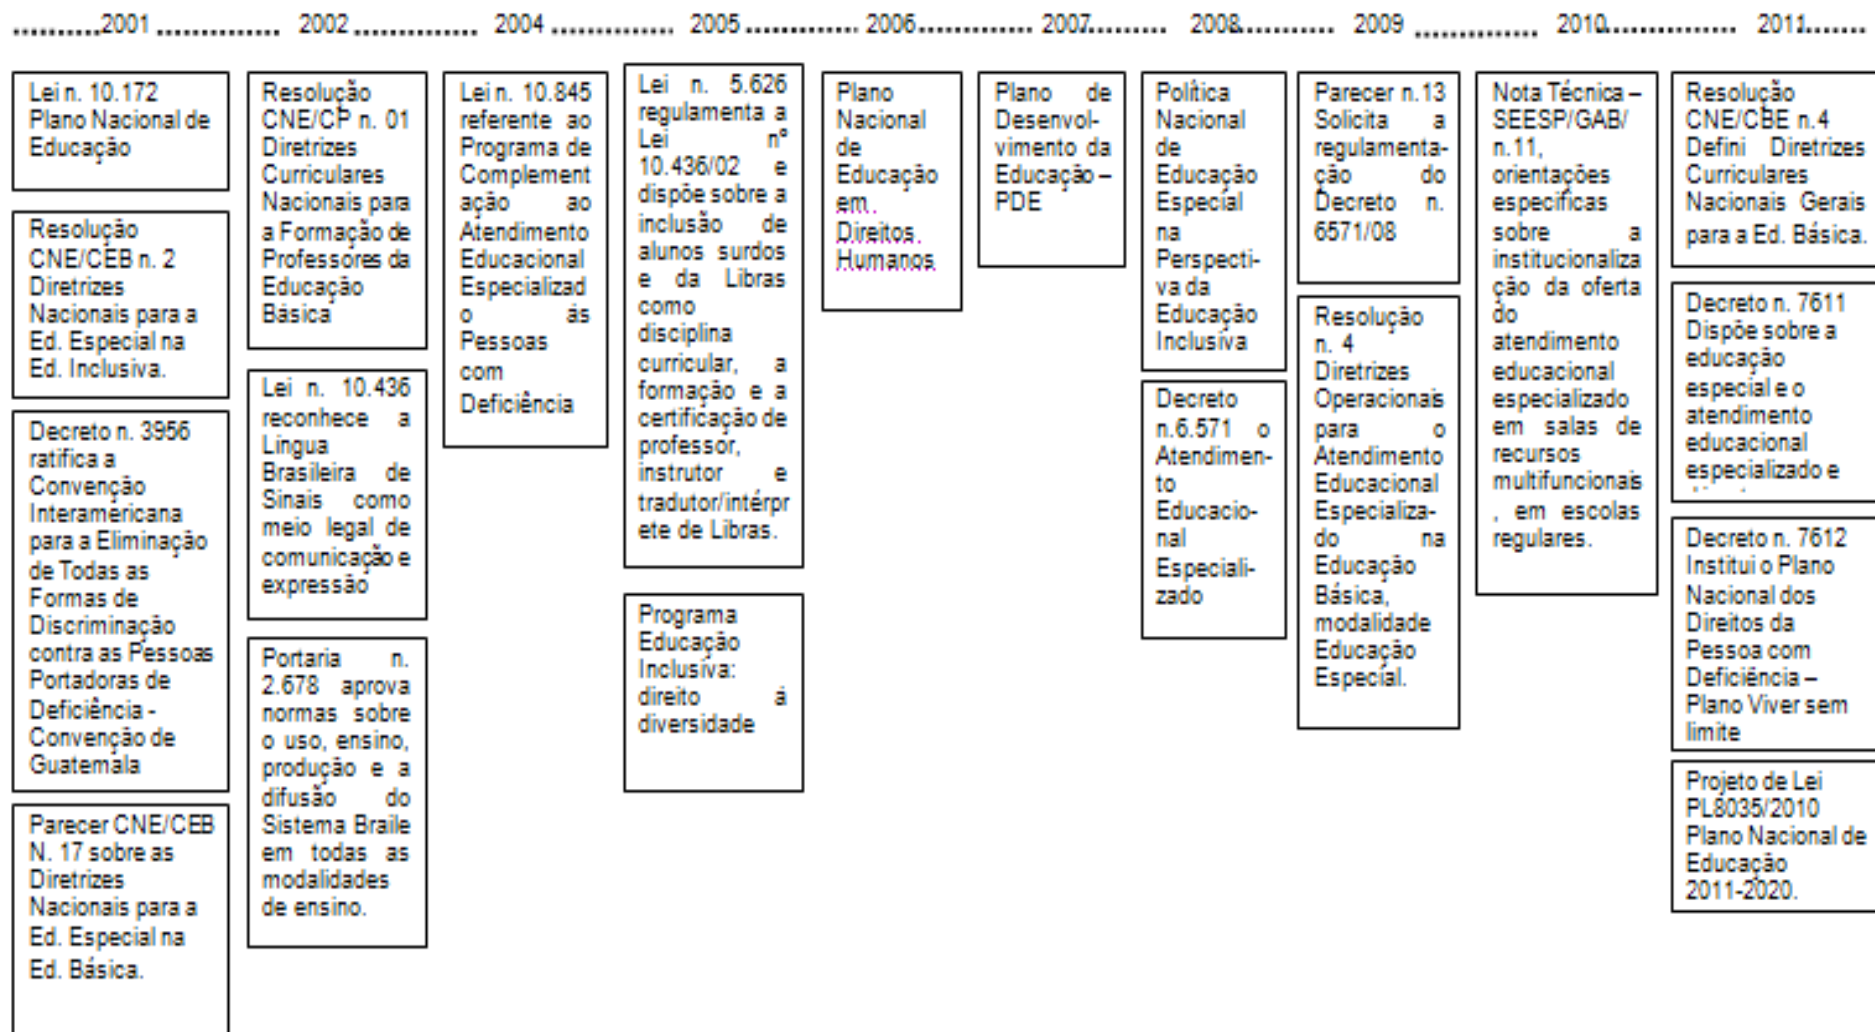 ..........2001 .............. 2002 .............. 2004 .............. 2005 ............. 2006............. 2007......... 2008............. 2009 .............. 2010............... 2011.......
Lei n. 10.172
Plano Nacional de
Educação
Resolução
CNE/CEB n. 2
Diretrizes
Nacionais para a
Ed. Especial na
Ed. Inclusiva.
Decreto n. 3956
ratifica a
Convenção
Interamericana
para a Eliminação
de Todas as
Formas de
Discriminação
contra as Pessoas
Portadoras de
Deficiência -
Convenção de
Guatemala
Parecer CNE/CEB
N. 17 sobre as
Diretrizes
Nacionais para a
Ed. Especial na
Ed. Básica.
Resolução
CNE/CP n. 01
Diretrizes
Curriculares
Nacionais para
a Formação de
Professores da
Educação
Básica
Lei n. 10.436
reconhece a
Língua
Brasileira de
Sinais como
meio legal de
comunicação e
expressão
Portaria n.
2.678 aprova
normas sobre
o uso, ensino,
produção e a
difusão do
Sistema Braile
em todas as
modalidades
de ensino.
Lei n. 10.845
referente ao
Programa de
Complement
ação ao
Atendimento
Educacional
Especializad
o ás
Pessoas
com
Deficiência
Lei n. 5.626
regulamenta a
Lei nº
10.436/02 e
dispõe sobre a
inclusão de
alunos surdos
e da Libras
como
disciplina
curricular, a
formação e a
certificação de
professor,
instrutor e
tradutor/intérpr
ete de Libras.
Programa
Educação
Inclusiva:
direito á
diversidade
Plano
Nacional
de
Educação
em
Direitos
Humanos
Plano de
Desenvol-
vimento da
Educação –
PDE
Política
Nacional
de
Educação
Especial
na
Perspecti-
va da
Educação
Inclusiva
Decreto
n.6.571 o
Atendimen-
to
Educacio-
nal
Especiali-
zado
Parecer n.13
Solicita a
regulamenta-
ção do
Decreto n.
6571/08
Resolução
n. 4
Diretrizes
Operacionais
para o
Atendimento
Educacional
Especializa-
do na
Educação
Básica,
modalidade
Educação
Especial.
Nota Técnica –
SEESP/GAB/
n.11,
orientações
especificas
sobre a
institucionaliza
ção da oferta
do
atendimento
educacional
especializado
em salas de
recursos
multifuncionais
, em escolas
regulares.
Resolução
CNE/CBE n.4
Defini Diretrizes
Curriculares
Nacionais Gerais
para a Ed. Básica.
Decreto n. 7611
Dispõe sobre a
educação
especial e o
atendimento
educacional
especializado e
Decreto n. 7612
Institui o Plano
Nacional dos
Direitos da
Pessoa com
Deficiência –
Plano Viver sem
limite
Projeto de Lei
PL8035/2010
Plano Nacional de
Educação
2011-2020.